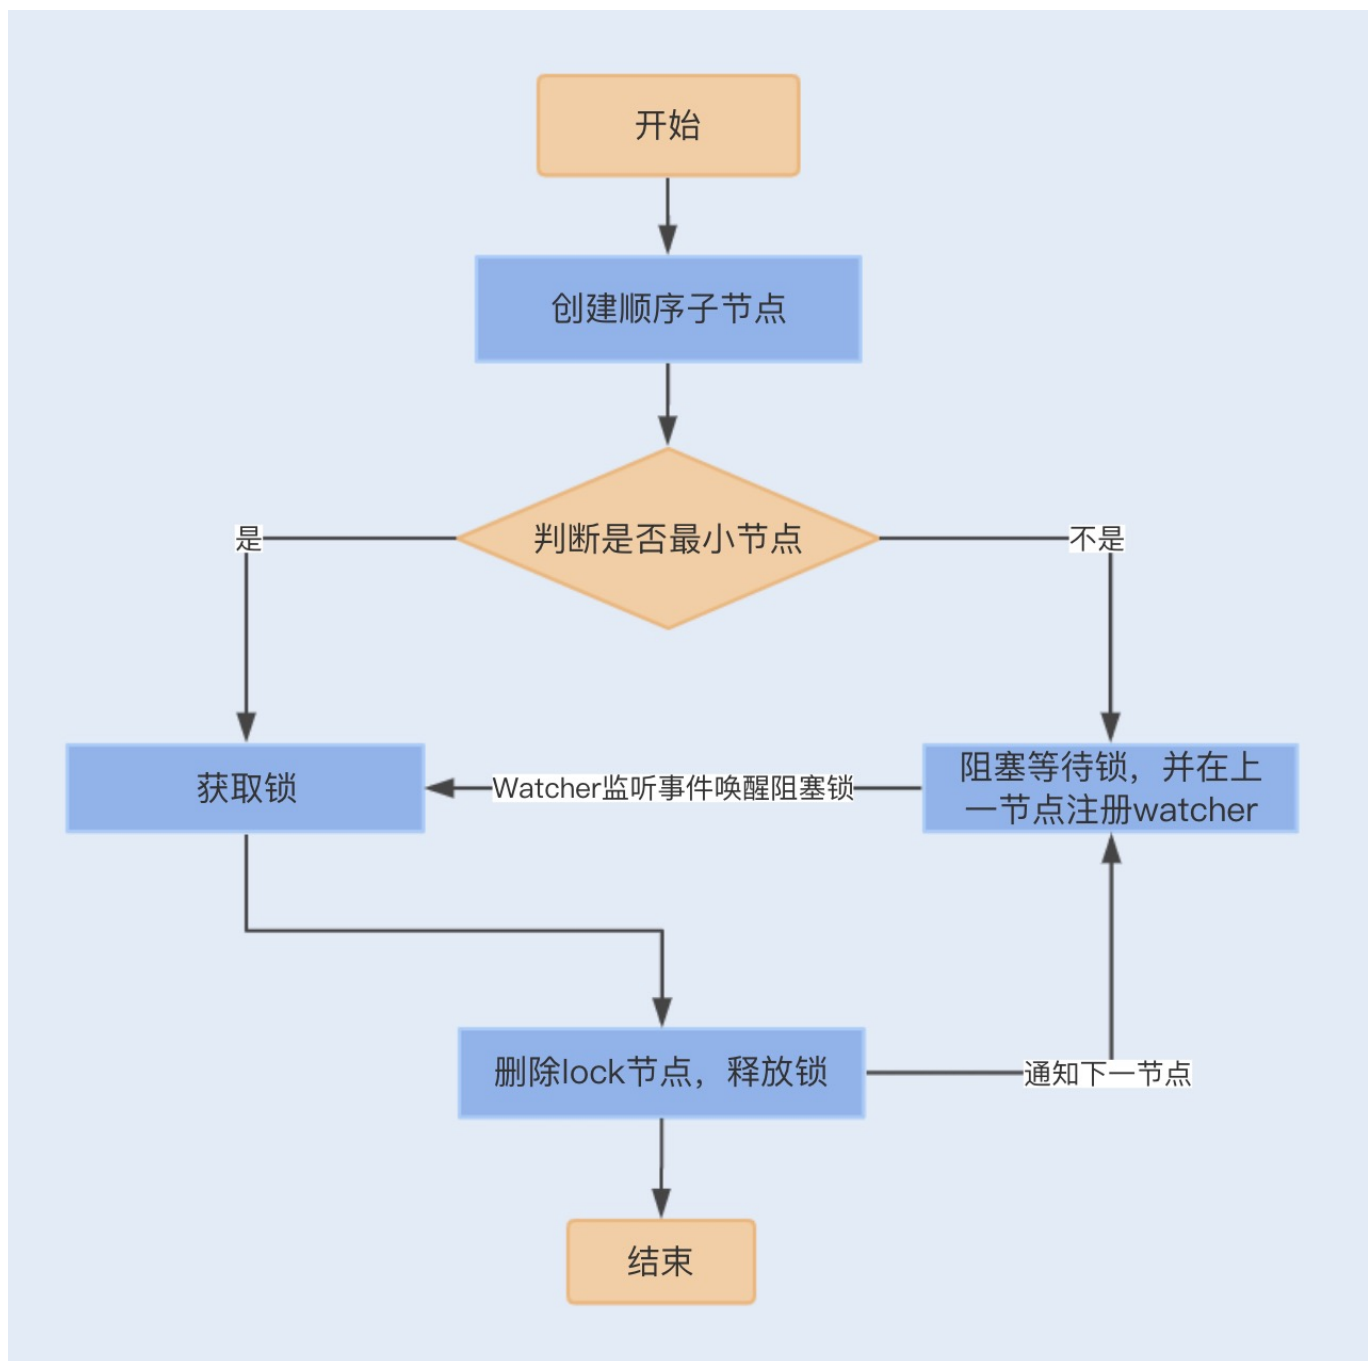 开始
创建顺序子节点
判断是否最小节点
是
不是
获取锁
Watcher监听事件唤醒阻塞锁
阻塞等待锁，并在上
一节点注册watcher
删除lock节点，释放锁
通知下一节点
结束